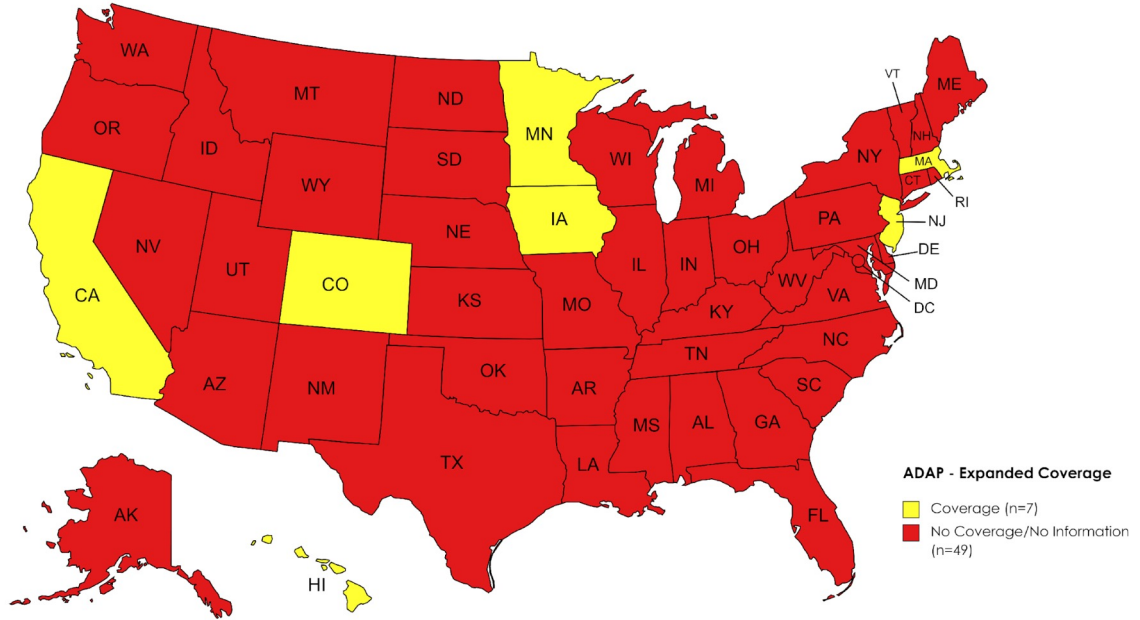 WA
MT
ND
MN
VT
ME
OR
ID
SD
WI
NH
NY
MA
WY
MI
CT
RI
IA
NE
PA
NJ
NV
OH
DE
UT
CO
IL
IN
WV
MD
CA
KS
MO
VA
DC
KY
NC
TN
AZ
NM
OK
AR
SC
MS
AL
GA
TX
LA
ADAP - Expanded Coverage
Coverage (n=7)
AK
FL
No Coverage/No Information
(n=49)
HI